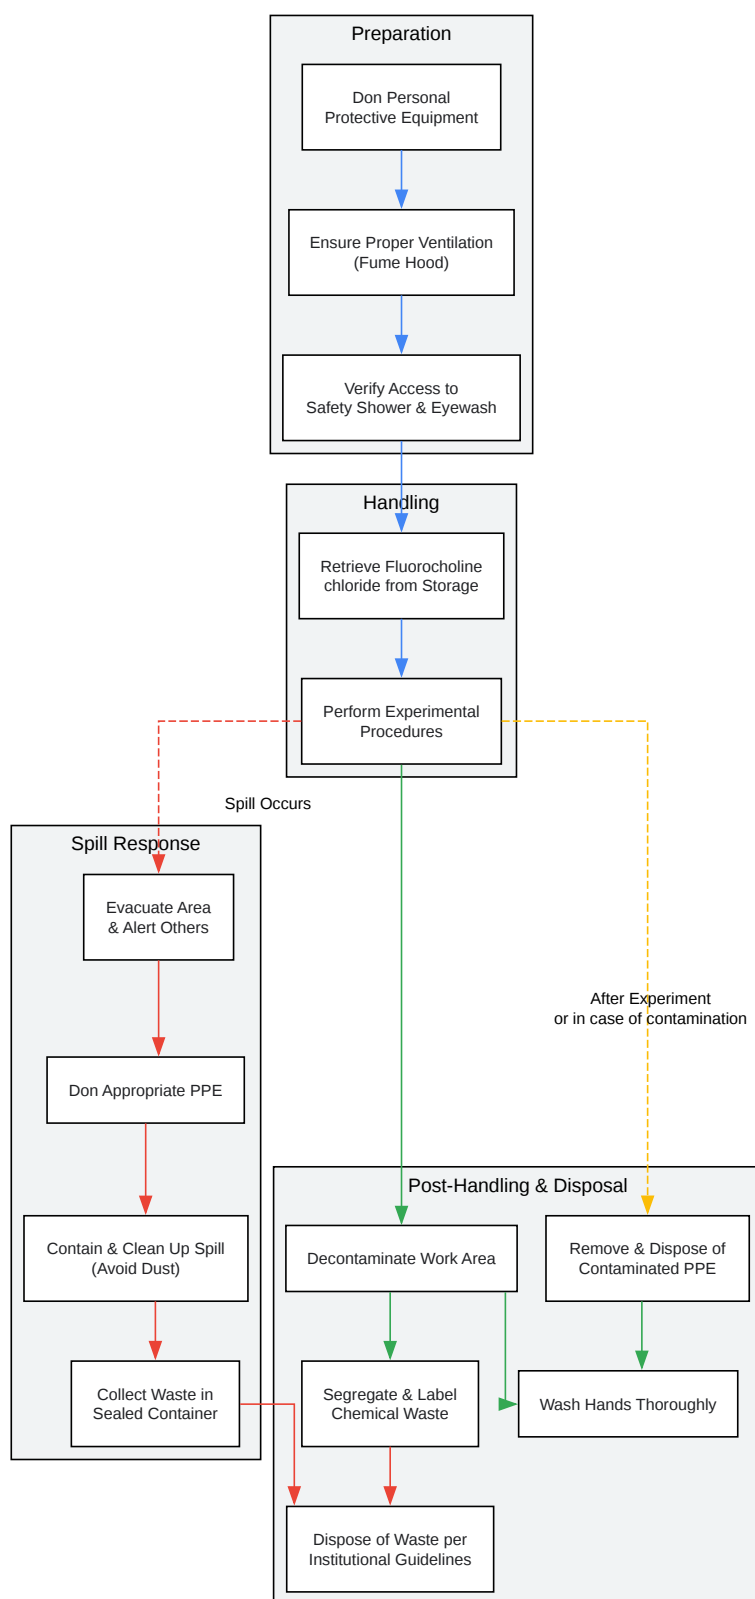 Preparation
Don Personal
Protective Equipment
Ensure Proper Ventilation
(Fume Hood)
Verify Access to
Safety Shower & Eyewash
Handling
Retrieve Fluorocholine
chloride from Storage
Perform Experimental
Procedures
Spill Occurs
Spill Response
Evacuate Area
& Alert Others
Don Appropriate PPE
Contain & Clean Up Spill
(Avoid Dust)
Collect Waste in
Sealed Container
After Experiment
or in case of contamination
Post-Handling & Disposal
Decontaminate Work Area
Remove & Dispose of
Contaminated PPE
Segregate & Label
Chemical Waste
Wash Hands Thoroughly
Dispose of Waste per
Institutional Guidelines